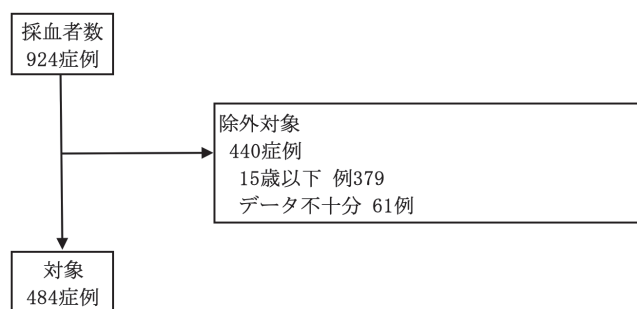 採血者数
924症例
除外対象
440症例
15歳以下 例379
データ不十分 61例
対象
484症例